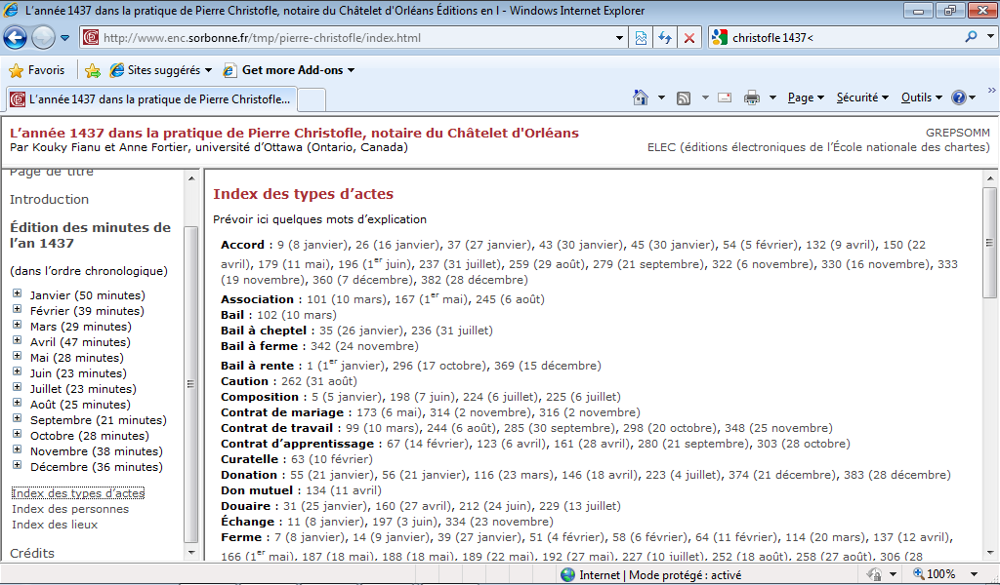 L'année 1437 dans la pratique de Pierre Christofle, notaire du Châtelet d'Orléans Éditions en l - Windows Internet Explorer
http://www.enc.sorbonne.fr/tmp/pierre-christofle/index.html
christofle 1437<
Favoris
Sites suggérés
Get more Add-ons
L'année 1437 dans la pratique de Pierre Christofle...
Page
Sécurité
Outils
L’année 1437 dans la pratique de Pierre Christofle, notaire du Châtelet d'Orléans
Par Kouky Fianu et Anne Fortier, université d’Ottawa (Ontario, Canada)
GREPSOMM
ELEC (éditions électroniques de l’École nationale des chartes)
Page de titre
Introduction
Édition des minutes de
l’an 1437
(dans l’ordre chronologique)
Janvier (50 minutes)
Février (39 minutes)
Mars (29 minutes)
Avril (47 minutes)
Mai (28 minutes)
Juin (23 minutes)
Juillet (23 minutes)
Août (25 minutes)
Septembre (21 minutes)
Octobre (28 minutes)
Novembre (38 minutes)
Décembre (36 minutes)
Index des types d’actes
Index des personnes
Index des lieux
Crédits
Index des types d’actes
Prévoir ici quelques mots d’explication
Accord : 9 (8 janvier), 26 (16 janvier), 37 (27 janvier), 43 (30 janvier), 45 (30 janvier), 54 (5 février), 132 (9 avril), 150 (22
avril), 179 (11 mai), 196 (1er juin), 237 (31 juillet), 259 (29 août), 279 (21 septembre), 322 (6 novembre), 330 (16 novembre), 333
(19 novembre), 360 (7 décembre), 382 (28 décembre)
Association : 101 (10 mars), 167 (1er mai), 245 (6 août)
Bail : 102 (10 mars)
Bail à cheptel : 35 (26 janvier), 236 (31 juillet)
Bail à ferme : 342 (24 novembre)
Bail à rente : 1 (1er janvier), 296 (17 octobre), 369 (15 décembre)
Caution : 262 (31 août)
Composition : 5 (5 janvier), 198 (7 juin), 224 (6 juillet), 225 (6 juillet)
Contrat de mariage : 173 (6 mai), 314 (2 novembre), 316 (2 novembre)
Contrat de travail : 99 (10 mars), 244 (6 août), 285 (30 septembre), 298 (20 octobre), 348 (25 novembre)
Contrat d’apprentissage : 67 (14 février), 123 (6 avril), 161 (28 avril), 280 (21 septembre), 303 (28 octobre)
Curatelle : 63 (10 février)
Donation : 55 (21 janvier), 56 (21 janvier), 116 (23 mars), 146 (18 avril), 223 (4 juillet), 374 (21 décembre), 383 (28 décembre)
Don mutuel : 134 (11 avril)
Douaire : 31 (25 janvier), 160 (27 avril), 212 (24 juin), 229 (13 juillet)
Échange : 11 (8 janvier), 197 (3 juin), 334 (23 novembre)
Ferme : 7 (8 janvier), 14 (9 janvier), 39 (27 janvier), 51 (4 février), 58 (6 février), 64 (11 février), 114 (20 mars), 137 (12 avril),
166 (1er mai), 187 (18 mai), 188 (18 mai), 189 (22 mai), 192 (27 mai), 227 (10 juillet), 252 (18 août), 258 (27 août), 306 (28
Internet | Mode protégé : activé
100%